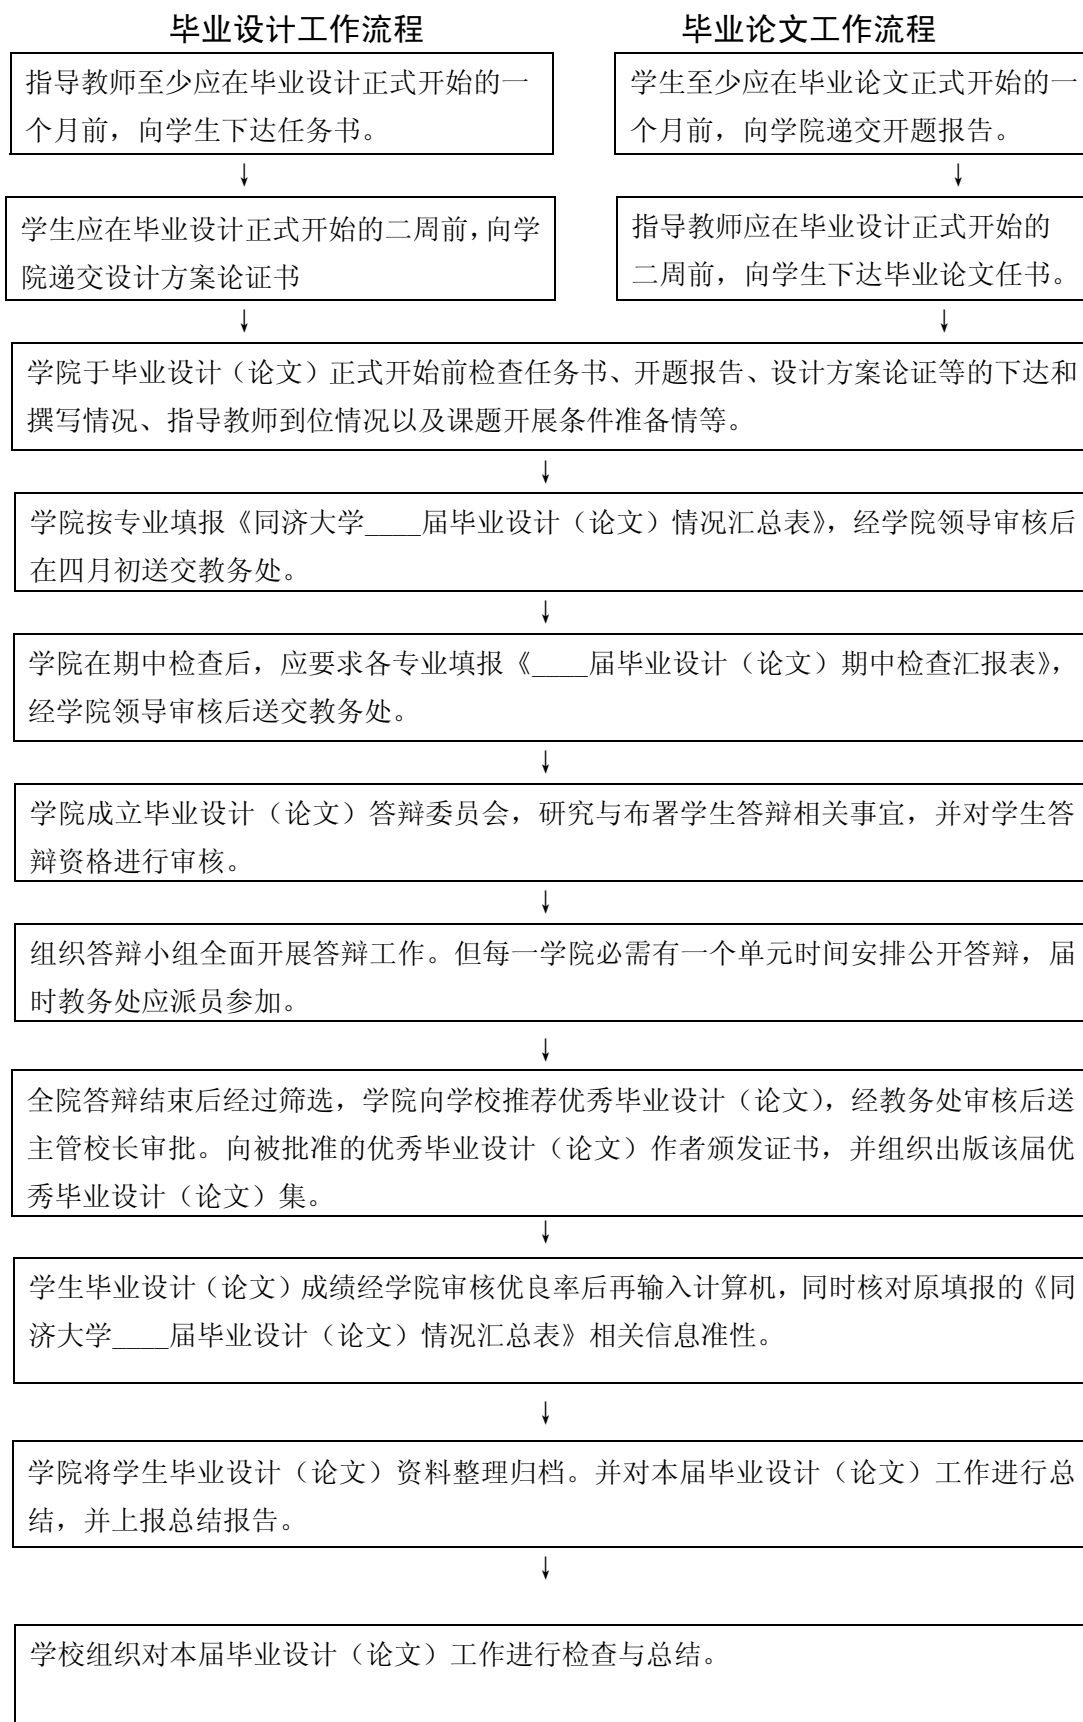 毕业设计工作流程
毕业论文工作流程
指导教师至少应在毕业设计正式开始的一
个月前，向学生下达任务书。
学生至少应在毕业论文正式开始的一
个月前，向学院递交开题报告。
↓
↓
学生应在毕业设计正式开始的二周前，向学
院递交设计方案论证书
指导教师应在毕业设计正式开始的
二周前，向学生下达毕业论文任书。
↓
↓
学院于毕业设计（论文）正式开始前检查任务书、开题报告、设计方案论证等的下达和
撰写情况、指导教师到位情况以及课题开展条件准备情等。
↓
学院按专业填报《同济大学____届毕业设计（论文）情况汇总表》，经学院领导审核后
在四月初送交教务处。
↓
学院在期中检查后，应要求各专业填报《____届毕业设计（论文）期中检查汇报表》，
经学院领导审核后送交教务处。
↓
学院成立毕业设计（论文）答辩委员会，研究与布署学生答辩相关事宜，并对学生答
辩资格进行审核。
↓
组织答辩小组全面开展答辩工作。但每一学院必需有一个单元时间安排公开答辩，届
时教务处应派员参加。
↓
全院答辩结束后经过筛选，学院向学校推荐优秀毕业设计（论文），经教务处审核后送
主管校长审批。向被批准的优秀毕业设计（论文）作者颁发证书，并组织出版该届优
秀毕业设计（论文）集。
↓
学生毕业设计（论文）成绩经学院审核优良率后再输入计算机，同时核对原填报的《同
济大学____届毕业设计（论文）情况汇总表》相关信息准性。
↓
学院将学生毕业设计（论文）资料整理归档。并对本届毕业设计（论文）工作进行总
结，并上报总结报告。
↓
学校组织对本届毕业设计（论文）工作进行检查与总结。